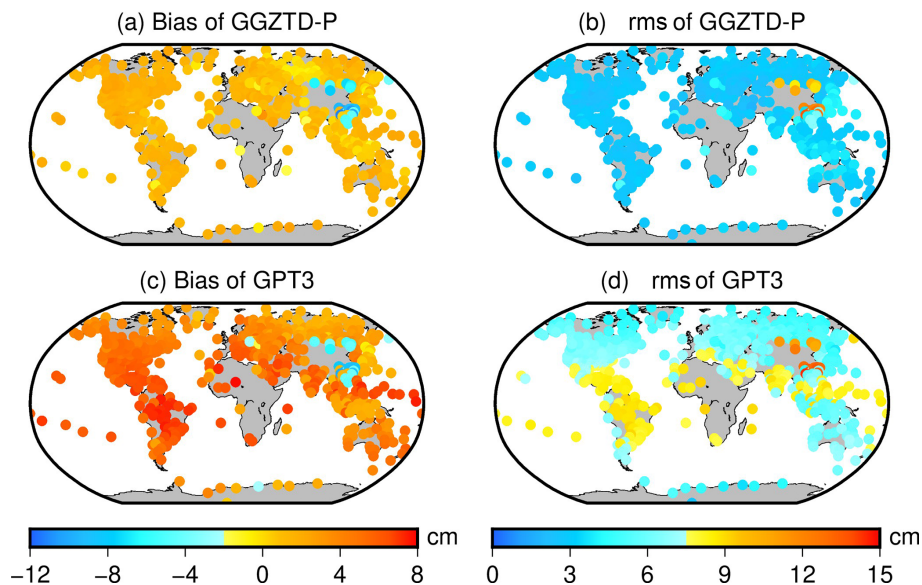 (a) Bias of GGZTD-P
(b) rms of GGZTD-P
(c) Bias of GPT3
(d) rms of GPT3
cm
−12 −8 −4 0 4 8
cm
0 3 6 9 12 15